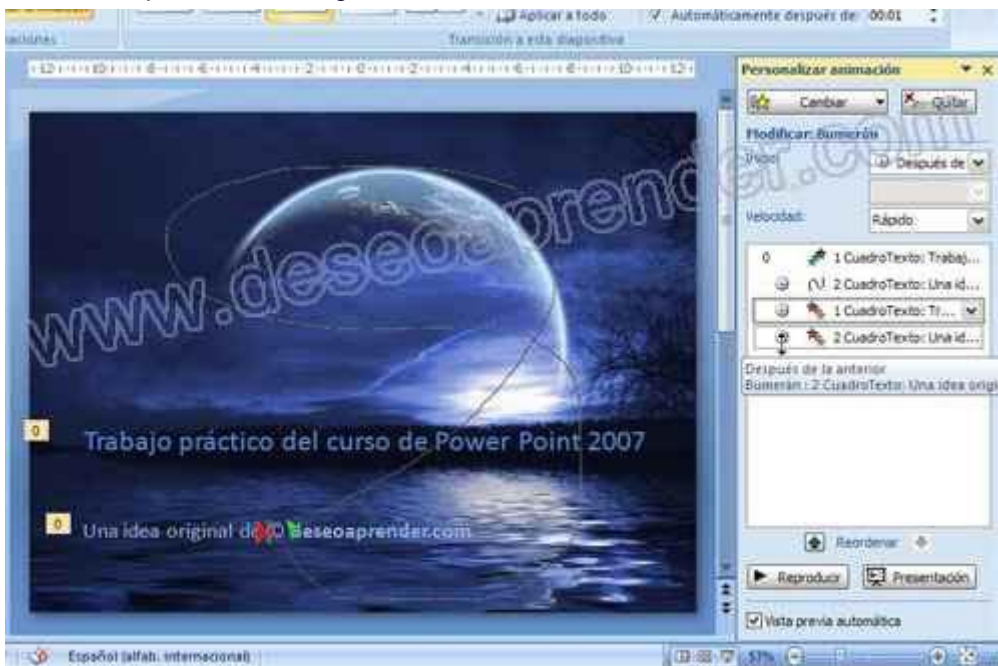 Aplicar a todo
Automáticamente después de: 00:01
Transición a esta diapositiva
Personalizar animación
Cambiar
Quitar
Modificar: Bumerán
Después de
Velocidad:
Rápido
0 1 CuadroTexto: Trabaj...
2 CuadroTexto: Una id...
1 CuadroTexto: Tr...
2 CuadroTexto: Una id...
Después de la anterior
Bumerán : 2 CuadroTexto: Una idea origi
www.deseoaprender.com
0
Trabajo práctico del curso de Power Point 2007
0
Una idea original de deseoaprender.com
Reordenar
Reproducir
Presentación
Vista previa automática
Español (alfab. internacional)
57%